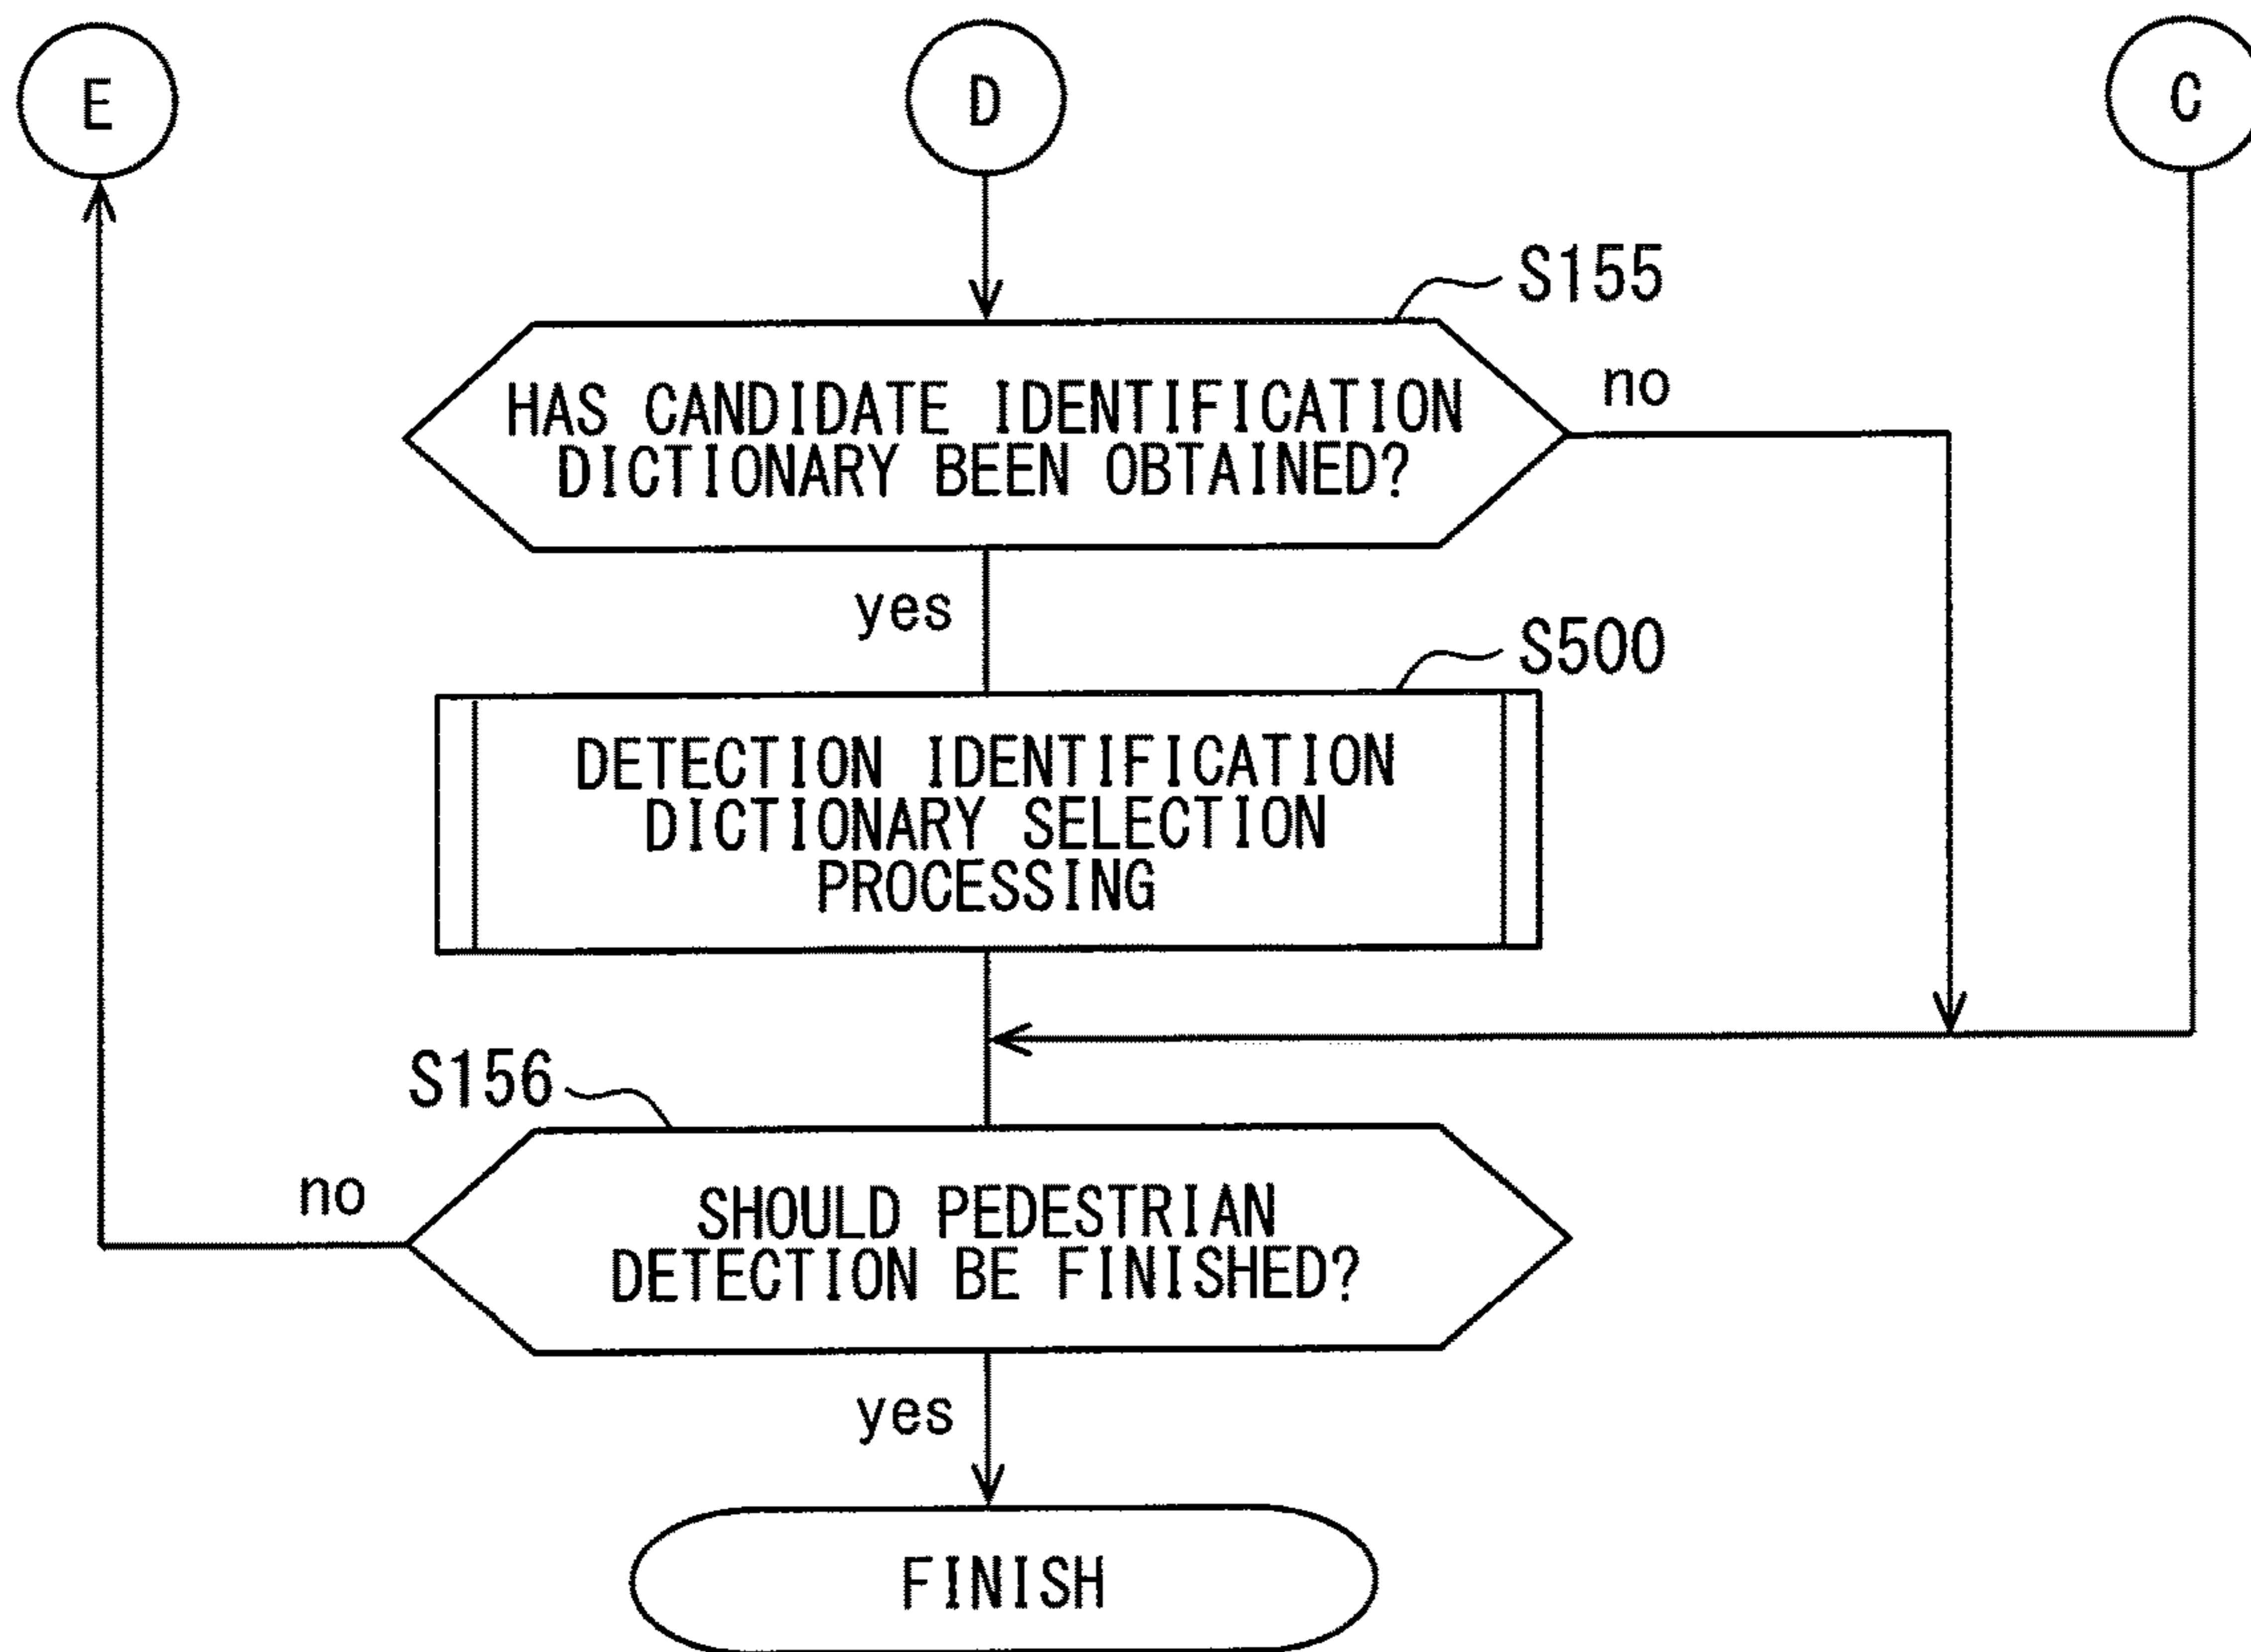 E
D
C
S155
HAS CANDIDATE IDENTIFICATION
DICTIONARY BEEN OBTAINED?
no
yes
S500
DETECTION IDENTIFICATION
DICTIONARY SELECTION
PROCESSING
S156
no
SHOULD PEDESTRIAN
DETECTION BE FINISHED?
yes
FINISH